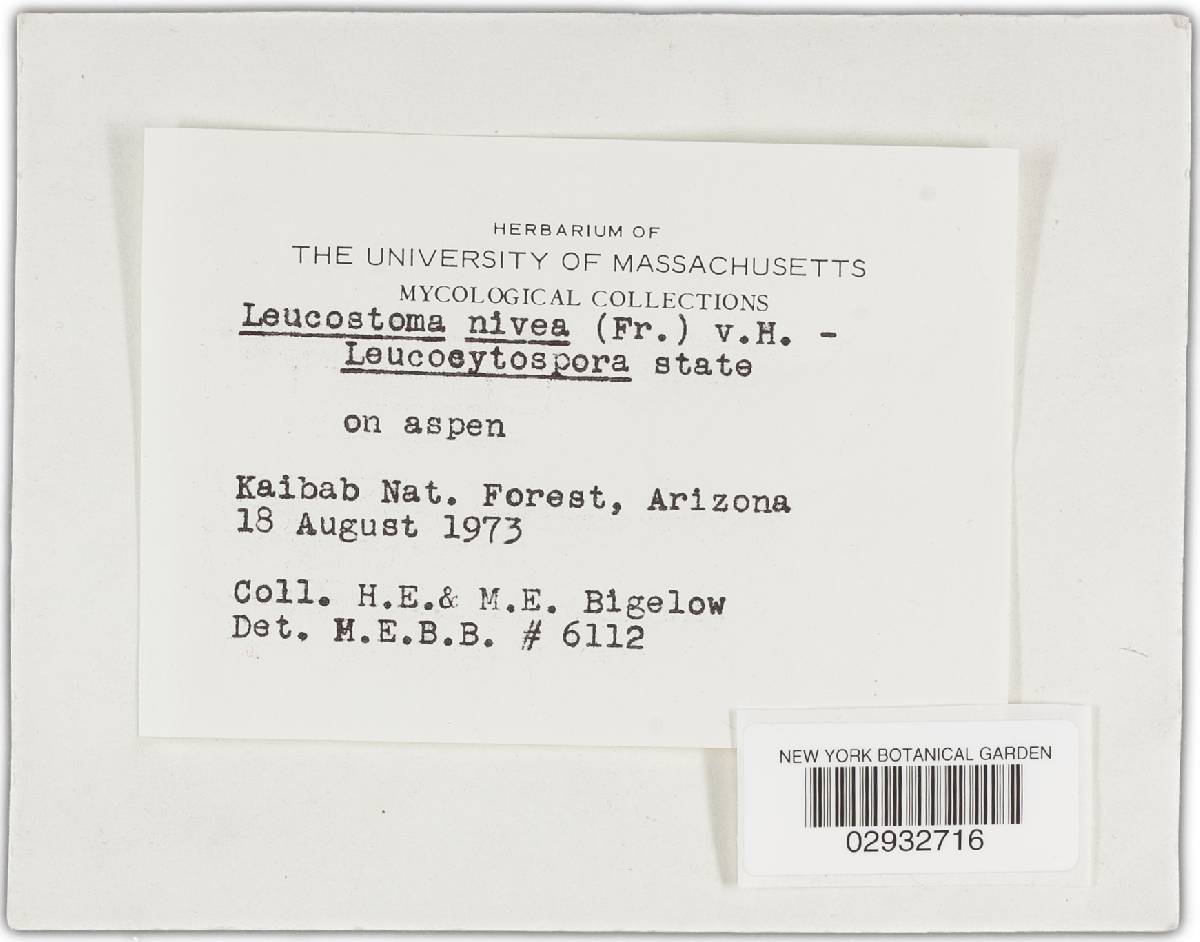 HERBARIUM OF
THE UNIVERSITY OF MASSACHUSETTS
MYCOLOGICAL COLLECTIONS
Leucostoma nivea (Fr.) v.H. -
Leucocytospora state
on aspen
Kaibab Nat. Forest, Arizona
18 August 1973
Coll. H.E.& M.E. Bigelow
Det. M.E.B.B. # 6112
NEW YORK BOTANICAL GARDEN
02932716